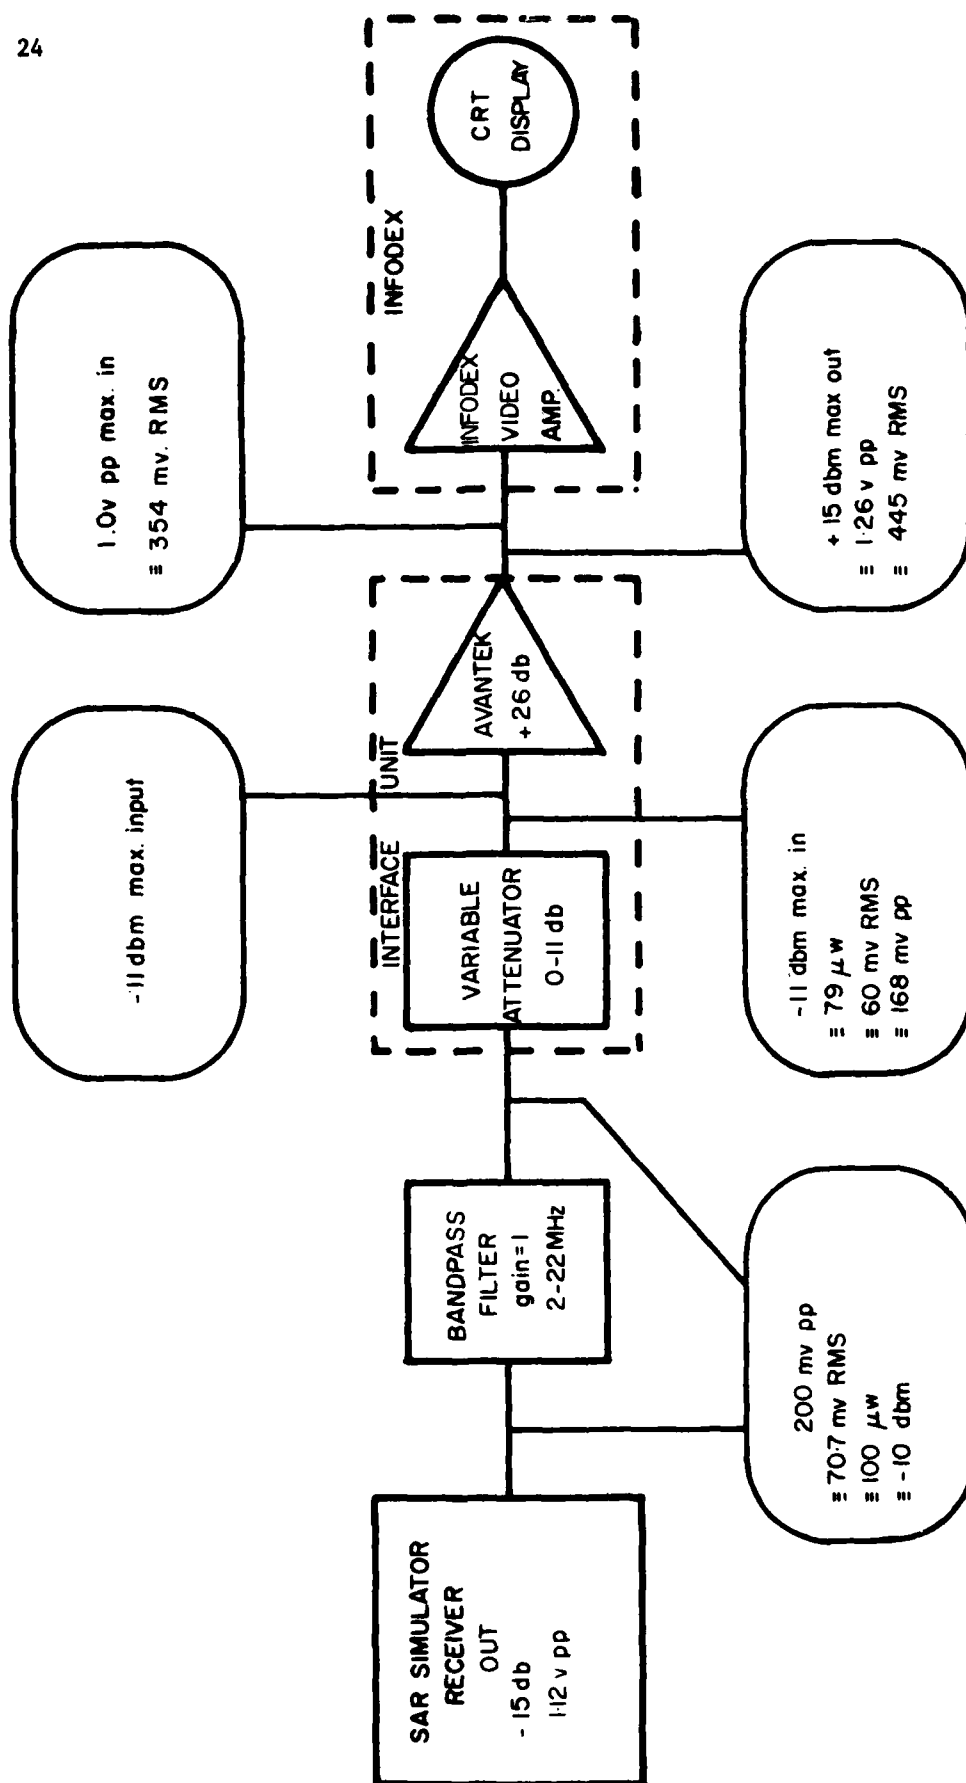 24
SAR SIMULATOR
RECEIVER
OUT
-15 db
1·12 v pp
200 mv pp
≡ 70·7 mv RMS
≡ 100 μw
≡ -10 dbm
BANDPASS
FILTER
gain=1
2-22MHz
INTERFACE UNIT
VARIABLE
ATTENUATOR
0-11 db
-11 dbm max. input
-11 dbm max. in
≡ 79 μw
≡ 60 mv RMS
≡ 168 mv pp
AVANTEK
+26 db
1.0v pp max. in
≡ 354 mv. RMS
+15 dbm max out
≡ 1·26 v pp
≡ 445 mv RMS
INFODEX
INFODEX
VIDEO
AMP.
CRT
DISPLAY